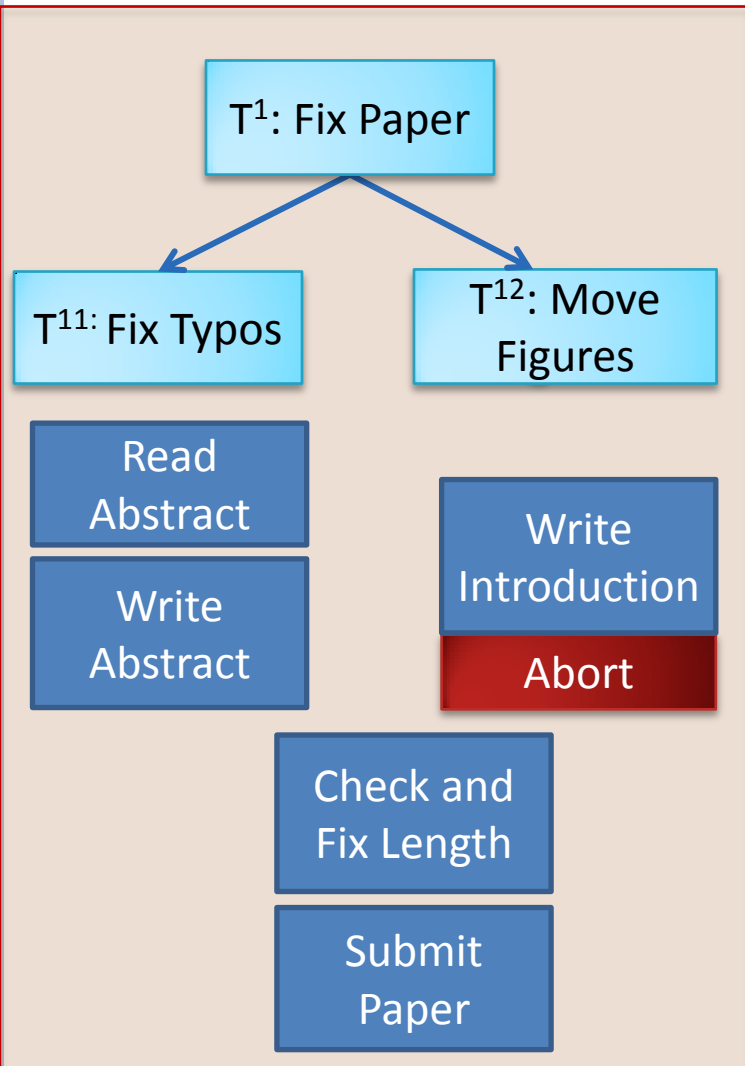 T¹: Fix Paper
T¹¹: Fix Typos
T¹²: Move
Figures
Read
Abstract
Write
Abstract
Write
Introduction
Abort
Check and
Fix Length
Submit
Paper